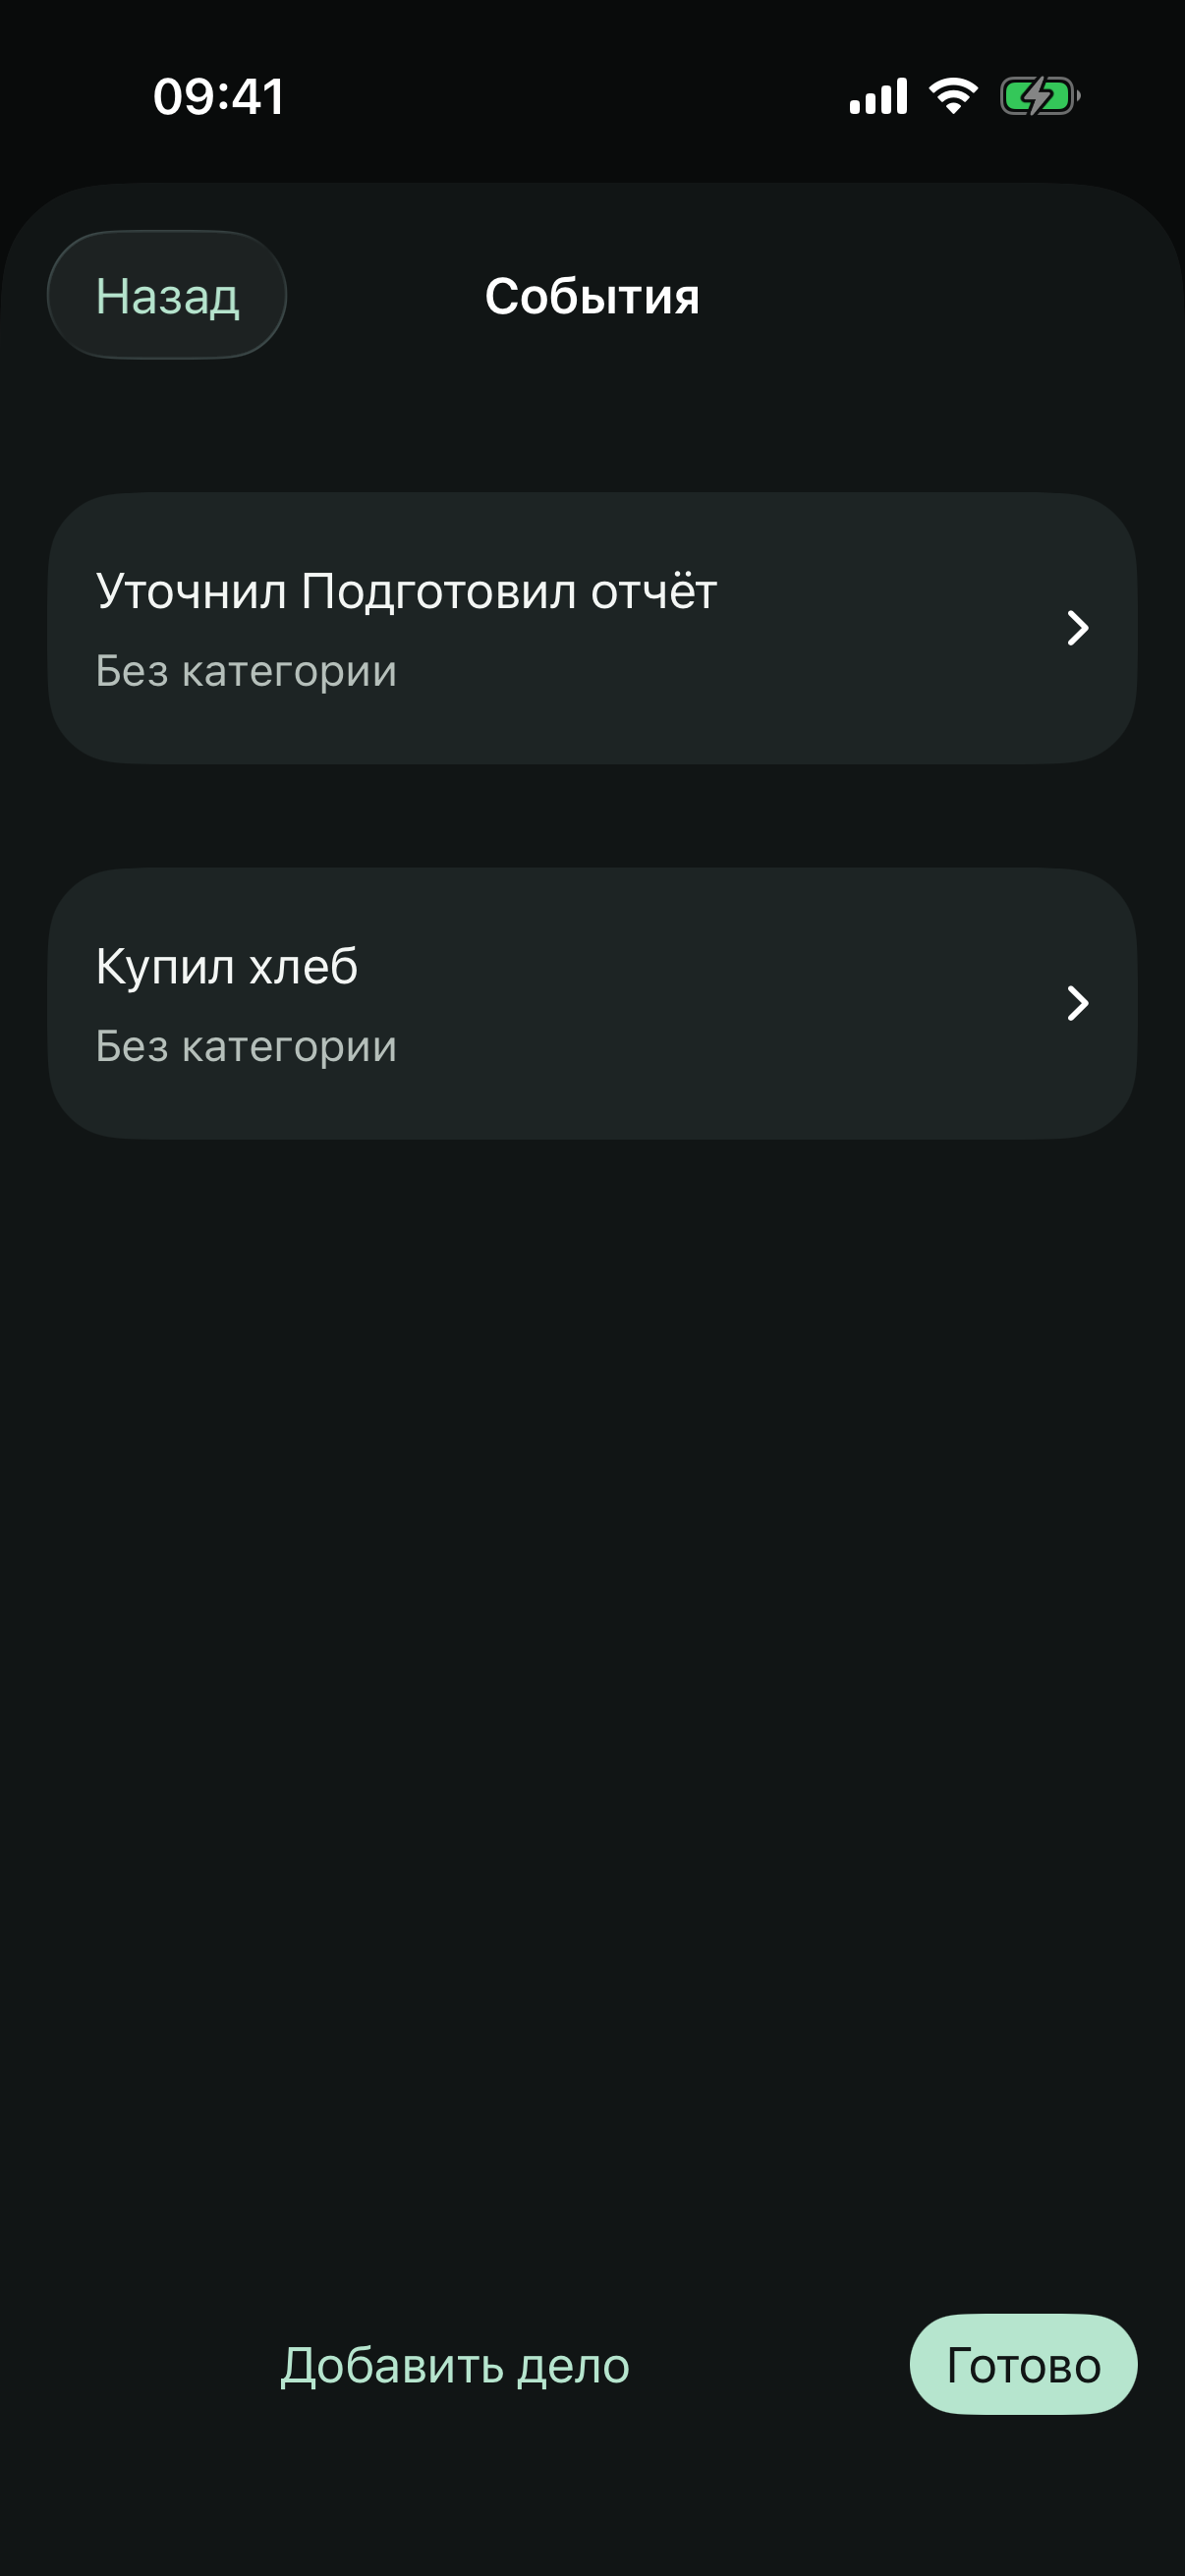 09:41
Назад
События
Уточнил Подготовил отчёт
Без категории
Купил хлеб
Без категории
Добавить дело
Готово